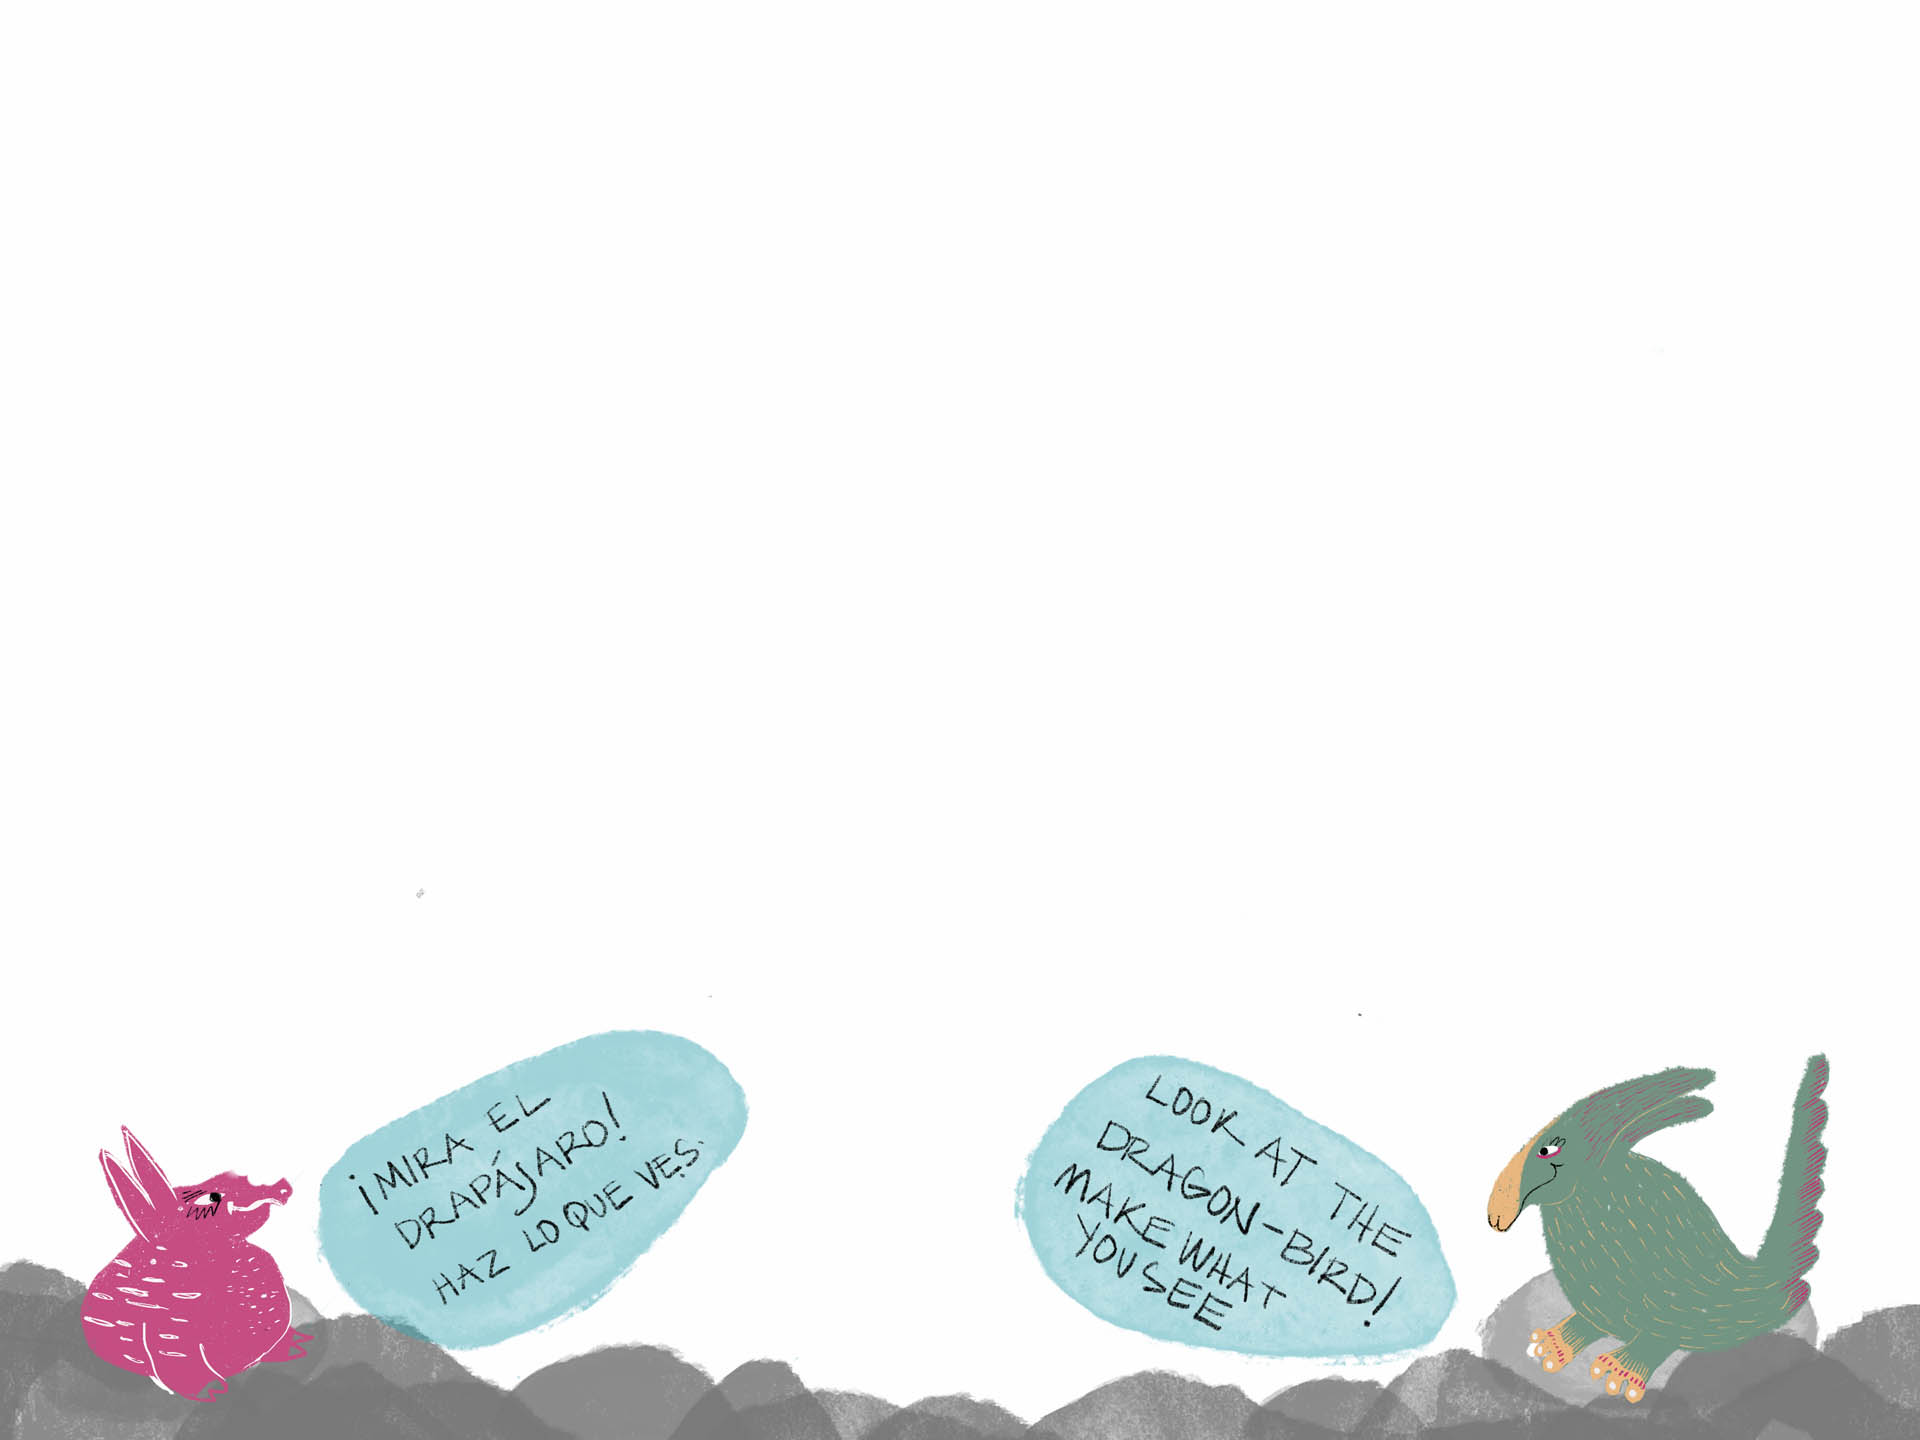 ¡MIRA EL
DRAPÁJARO!
HAZ LO QUE VES.
LOOK AT THE
DRAGON-BIRD!
MAKE WHAT
YOU SEE